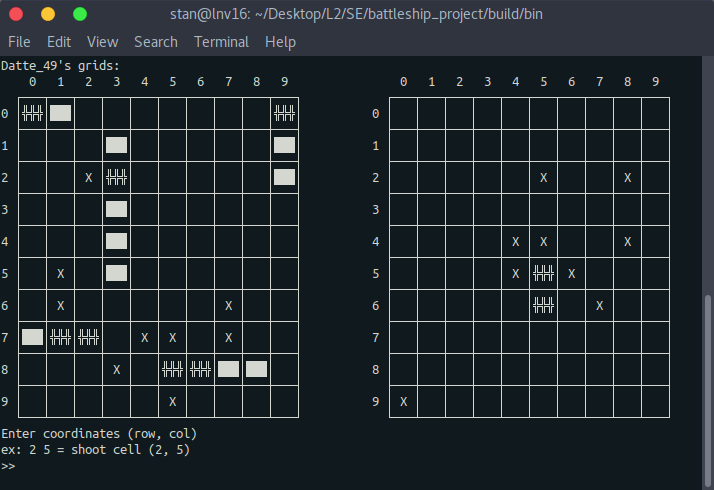 stan@lnv16: ~/Desktop/L2/SE/battleship_project/build/bin
File Edit View Search Terminal Help
Datte_49's grids:
0 1 2 3 4 5 6 7 8 9 0 1 2 3 4 5 6 7 8 9
0 ╬╬╬ ╬╬╬ 0
1 1
2 X ╬╬╬ 2 X X
3 3
4 4 X X X
5 X 5 X ╬╬╬ X
6 X X 6 ╬╬╬ X
7 ╬╬╬ ╬╬╬ X X X 7
8 X ╬╬╬ ╬╬╬ 8
9 X 9 X
Enter coordinates (row, col)
ex: 2 5 = shoot cell (2, 5)
>>